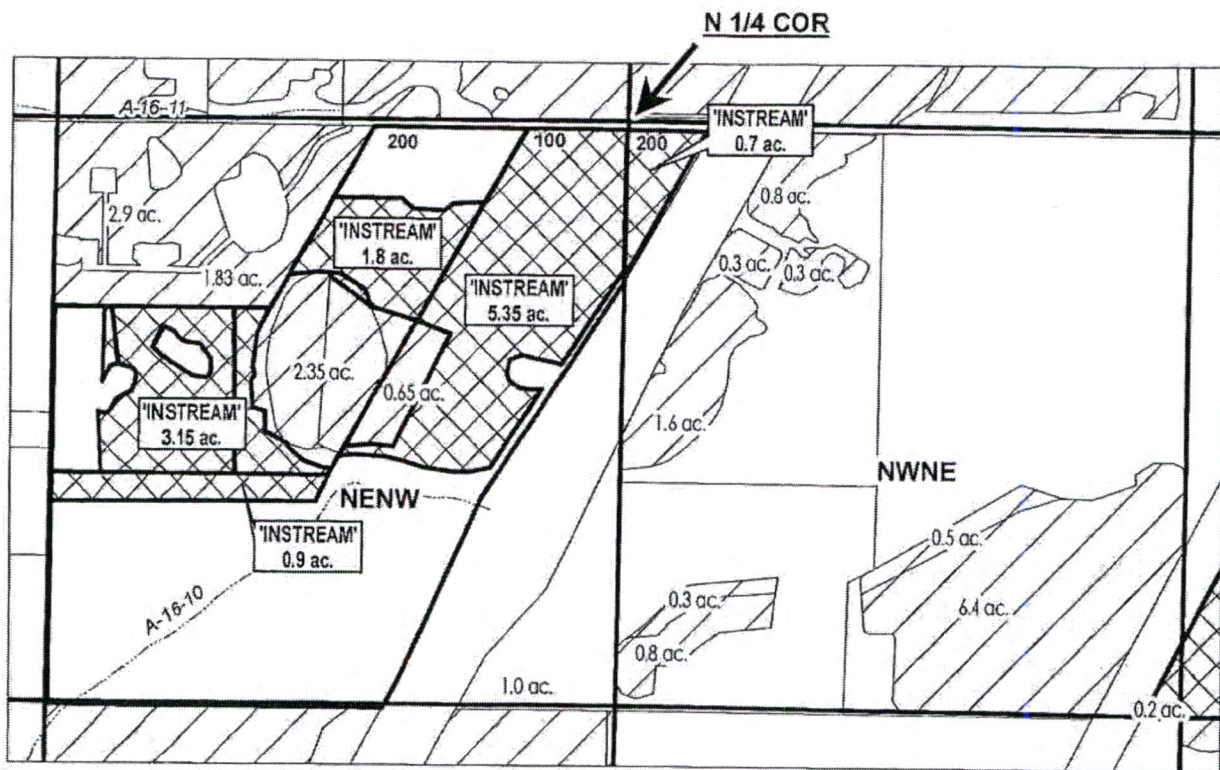 N 1/4 COR
A-16-11
200
100
200
'INSTREAM'
0.7 ac.
0.8 ac.
2.9 ac.
'INSTREAM'
1.8 ac.
0.3 ac.
0.3 ac.
1.83 ac.
'INSTREAM'
5.35 ac.
2.35 ac.
0.65 ac.
'INSTREAM'
3.15 ac.
1.6 ac.
NENW
NWNE
'INSTREAM'
0.9 ac.
0.5 ac.
A-16-10
0.3 ac.
6.4 ac.
0.8 ac.
1.0 ac.
0.2 ac.